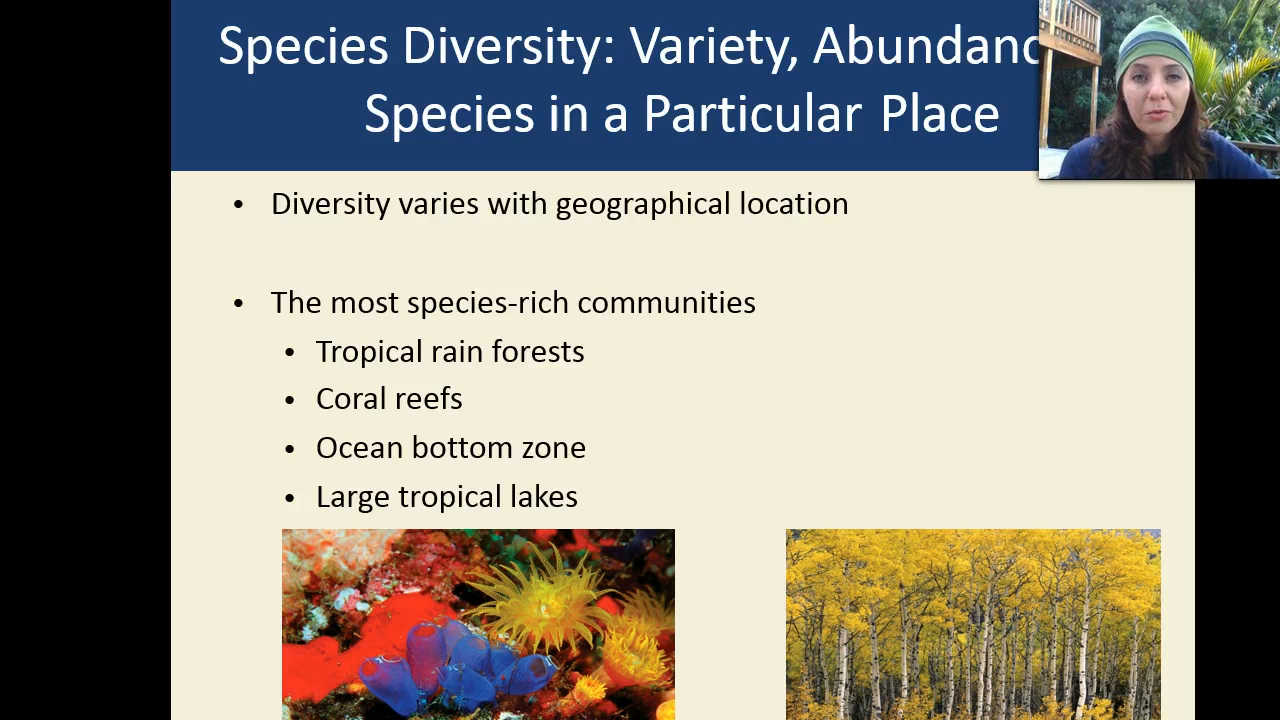 Species Diversity: Variety, Abundanc
Species in a Particular Place
• Diversity varies with geographical location
• The most species-rich communities
• Tropical rain forests
• Coral reefs
• Ocean bottom zone
• Large tropical lakes